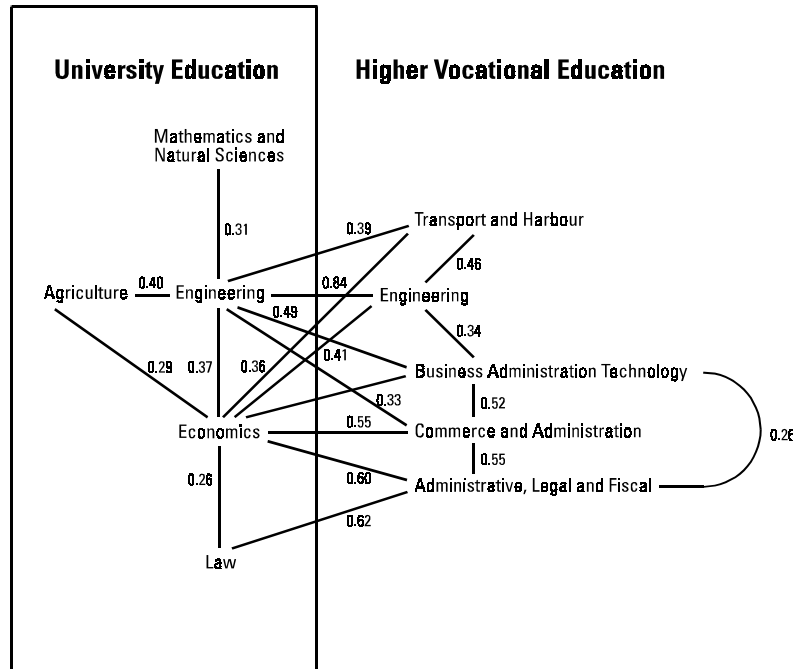 University Education
Higher Vocational Education
Mathematics and
Natural Sciences
0.31
0.39
Transport and Harbour
0.46
Agriculture
0.40
Engineering
0.84
Engineering
0.49
0.34
0.29
0.37
0.36
0.41
Business Administration Technology
0.33
0.52
0.55
Economics
Commerce and Administration
0.26
0.55
0.26
0.60
Administrative, Legal and Fiscal
0.62
Law